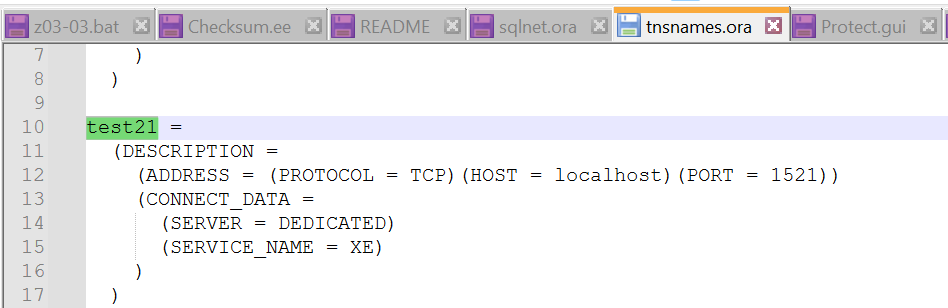 z03-03.bat Checksum.ee README sqlnet.ora tnsnames.ora Protect.gui
7 )
8 )
9
10 test21 =
11 (DESCRIPTION =
12 (ADDRESS = (PROTOCOL = TCP)(HOST = localhost)(PORT = 1521))
13 (CONNECT_DATA =
14 (SERVER = DEDICATED)
15 (SERVICE_NAME = XE)
16 )
17 )